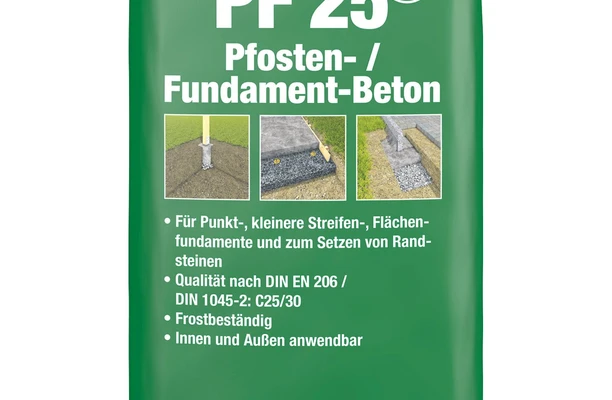 PF 25
Pfosten- /
Fundament-Beton
• Für Punkt-, kleinere Streifen-, Flächen-
fundamente und zum Setzen von Rand-
steinen
• Qualität nach DIN EN 206 /
DIN 1045-2: C25/30
• Frostbeständig
• Innen und Außen anwendbar